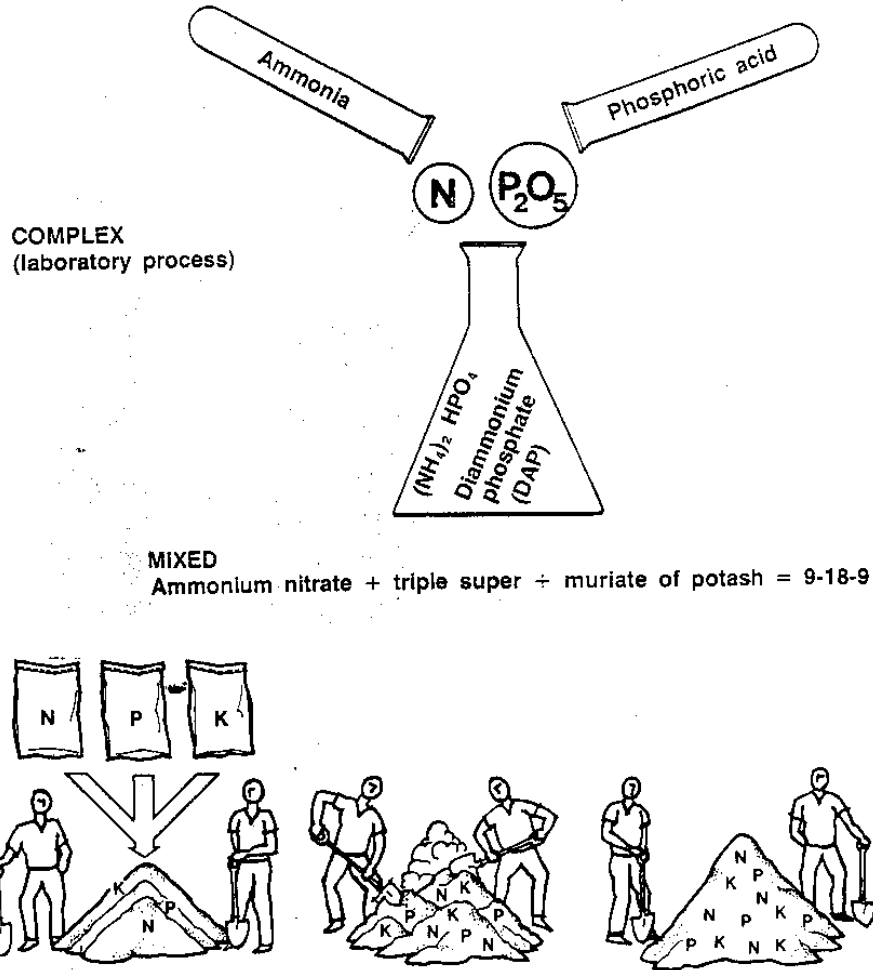 Ammonia
Phosphoric acid
N
P₂O₅
COMPLEX
(laboratory process)
(NH₄)₂ HPO₄
Diammonium
phosphate
(DAP)
MIXED
Ammonium nitrate + triple super ÷ muriate of potash = 9-18-9
N P K
K
P
N
N K
P K P
K N P N
N
K P
N
N P K P
P K N K